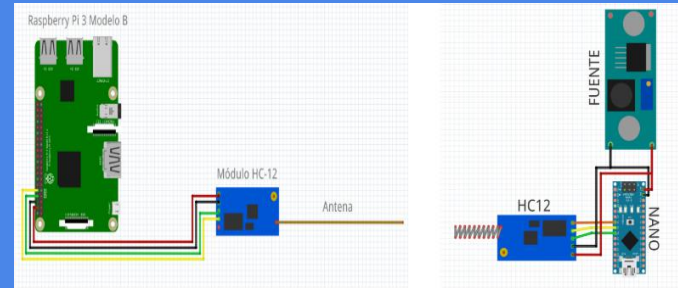 Raspberry Pi 3 Modelo B
Módulo HC-12
Antena
FUENTE
HC12
NANO